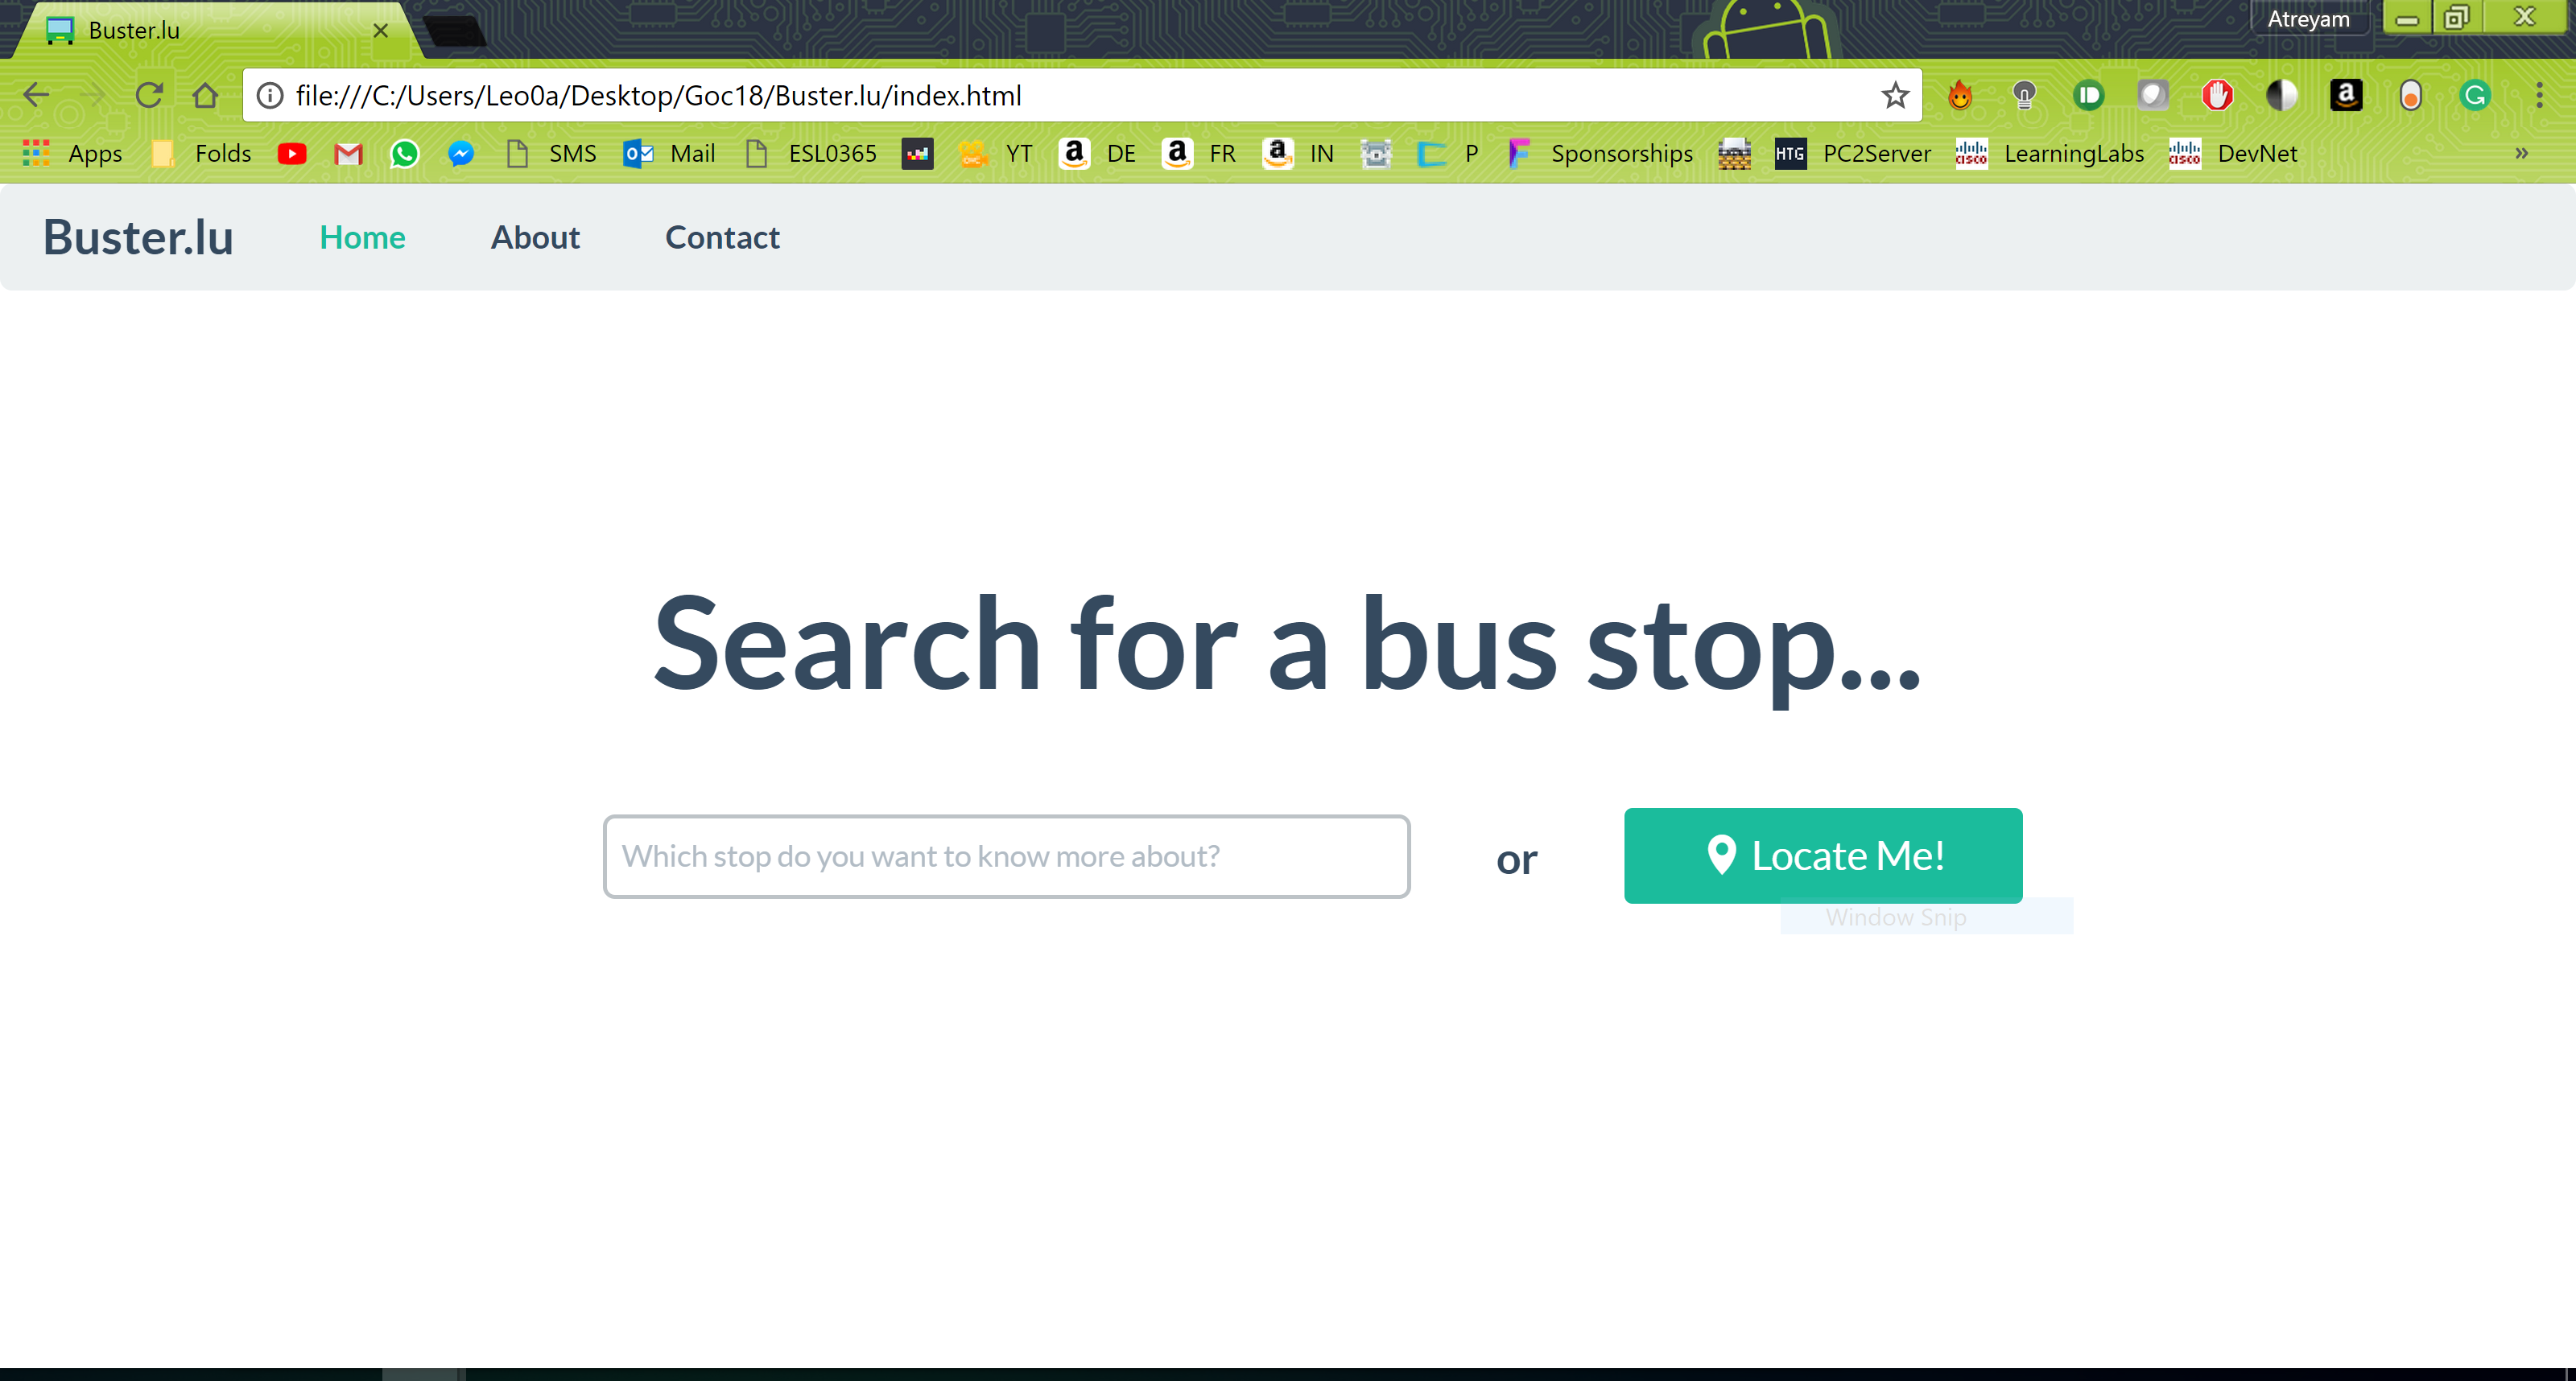 Buster.lu
Atreyam
file:///C:/Users/Leo0a/Desktop/Goc18/Buster.lu/index.html
Apps Folds SMS Mail ESL0365 YT DE FR IN P Sponsorships HTG PC2Server CISCO LearningLabs CISCO DevNet »
Buster.lu Home About Contact
Search for a bus stop...
Which stop do you want to know more about? or Locate Me!
Window Snip